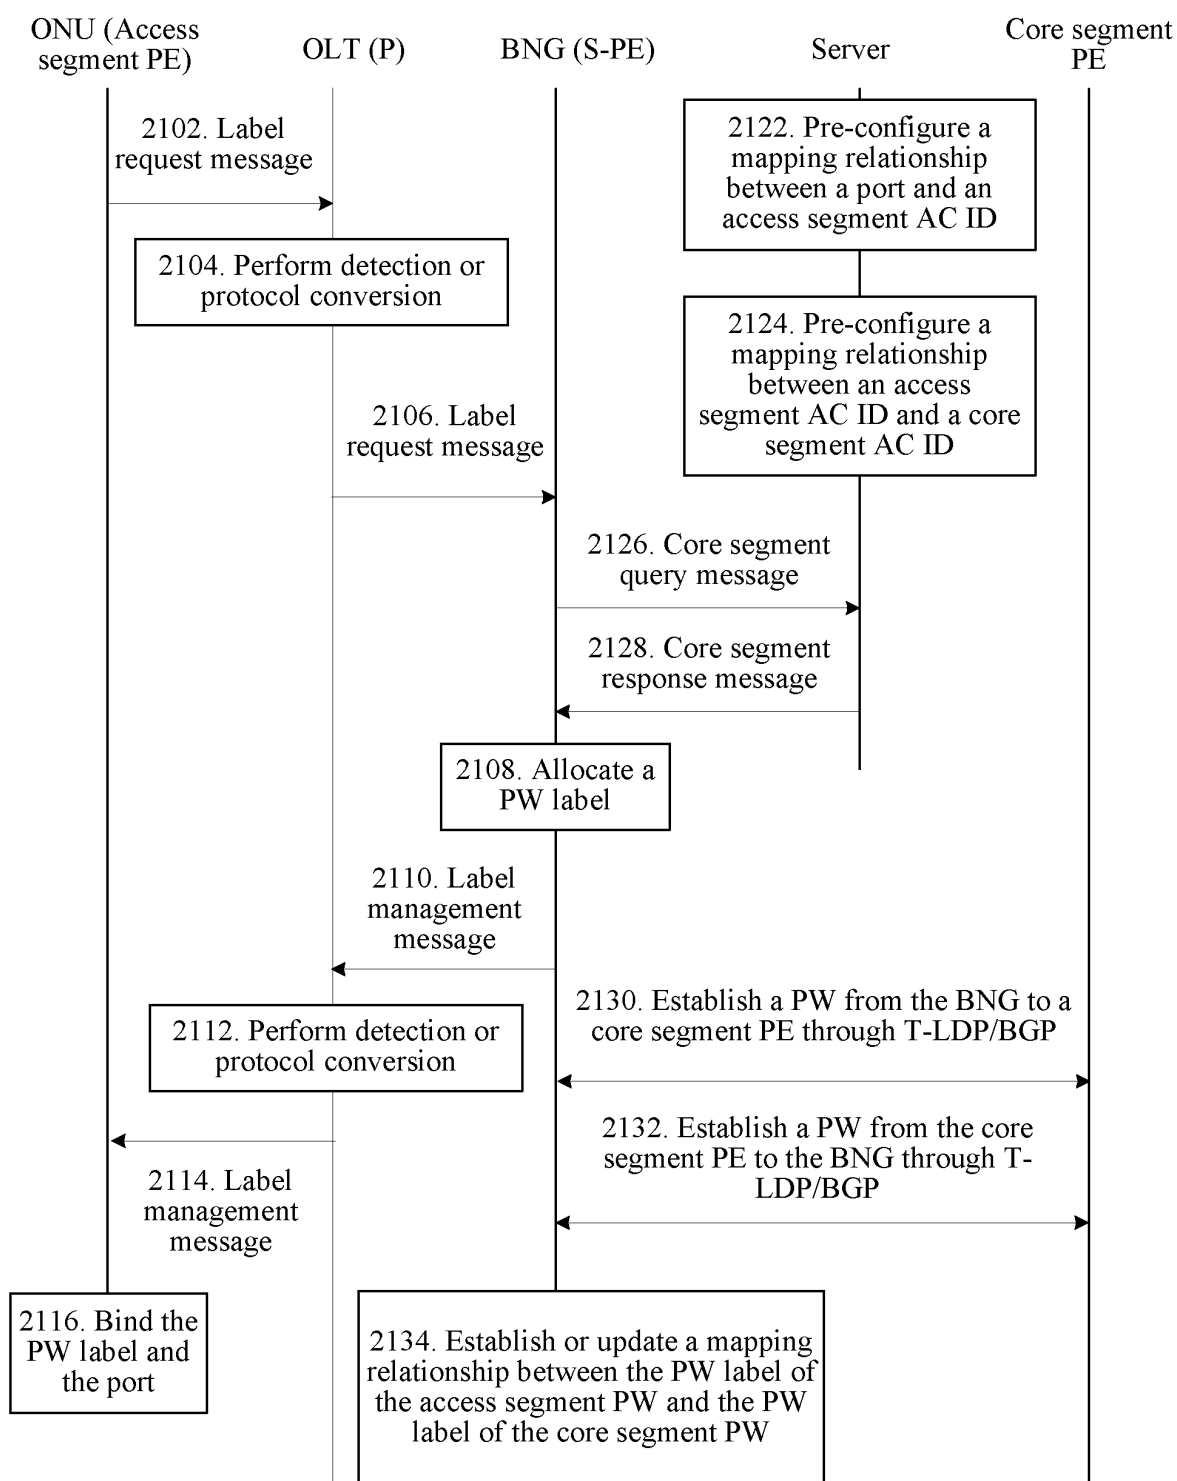 ONU (Access
segment PE)
OLT (P)
BNG (S-PE)
Server
Core segment
PE
2102. Label
request message
2122. Pre-configure a
mapping relationship
between a port and an
access segment AC ID
2104. Perform detection or
protocol conversion
2124. Pre-configure a
mapping relationship
between an access
segment AC ID and a core
segment AC ID
2106. Label
request message
2126. Core segment
query message
2128. Core segment
response message
2108. Allocate a
PW label
2110. Label
management
message
2130. Establish a PW from the BNG to a
core segment PE through T-LDP/BGP
2112. Perform detection or
protocol conversion
2132. Establish a PW from the core
segment PE to the BNG through T-
LDP/BGP
2114. Label
management
message
2116. Bind the
PW label and
the port
2134. Establish or update a mapping
relationship between the PW label of
the access segment PW and the PW
label of the core segment PW